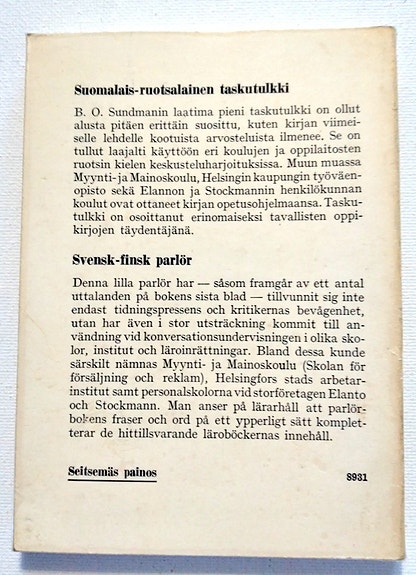 Suomalais-ruotsalainen taskutulkki
B. O. Sundmanin laatima pieni taskutulkki on ollut
alusta pitäen erittäin suosittu, kuten kirjan viimei-
selle lehdelle kootuista arvosteluista ilmenee. Se on
tullut laajalti käyttöön eri koulujen ja oppilaitosten
ruotsin kielen keskusteluharjoituksissa. Muun muassa
Myynti- ja Mainoskoulu, Helsingin kaupungin työväen-
opisto sekä Elannon ja Stockmannin henkilökunnan
koulut ovat ottaneet kirjan opetusohjelmaansa. Tasku-
tulkki on osoittanut erinomaiseksi tavallisten oppi-
kirjojen täydentäjänä.
Svensk-finsk parlör
Denna lilla parlör har — såsom framgår av ett antal
uttalanden på bokens sista blad — tillvunnit sig inte
endast tidningspressens och kritikernas bevågenhet,
utan har även i stor utsträckning kommit till an-
vändning vid konversationsundervisningen i olika sko-
lor, institut och läroinrättningar. Bland dessa kunde
särskilt nämnas Myynti- ja Mainoskoulu (Skolan för
försäljning och reklam), Helsingfors stads arbetar-
institut samt personalskolorna vid storföretagen Elanto
och Stockmann. Man anser på lärarhåll att parlör-
bokens fraser och ord på ett ypperligt sätt komplet-
terar de hittillsvarande läroböckernas innehåll.
Seitsemäs painos
8931